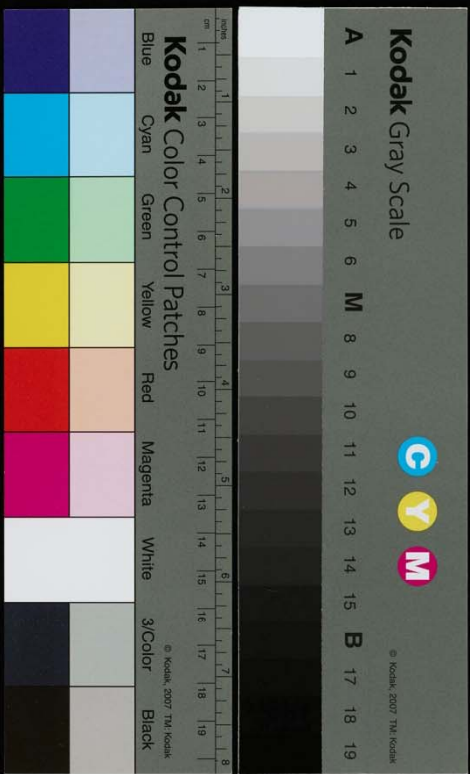 Kodak Color Control Patches
© Kodak, 2007 TM: Kodak
inches 1 2 3 4 5 6 7 8
cm 1 2 3 4 5 6 7 8 9 10 11 12 13 14 15 16 17 18 19
Blue Cyan Green Yellow Red Magenta White 3/Color Black
Kodak Gray Scale
C Y M
© Kodak, 2007 TM: Kodak
A 1 2 3 4 5 6 M 8 9 10 11 12 13 14 15 B 17 18 19